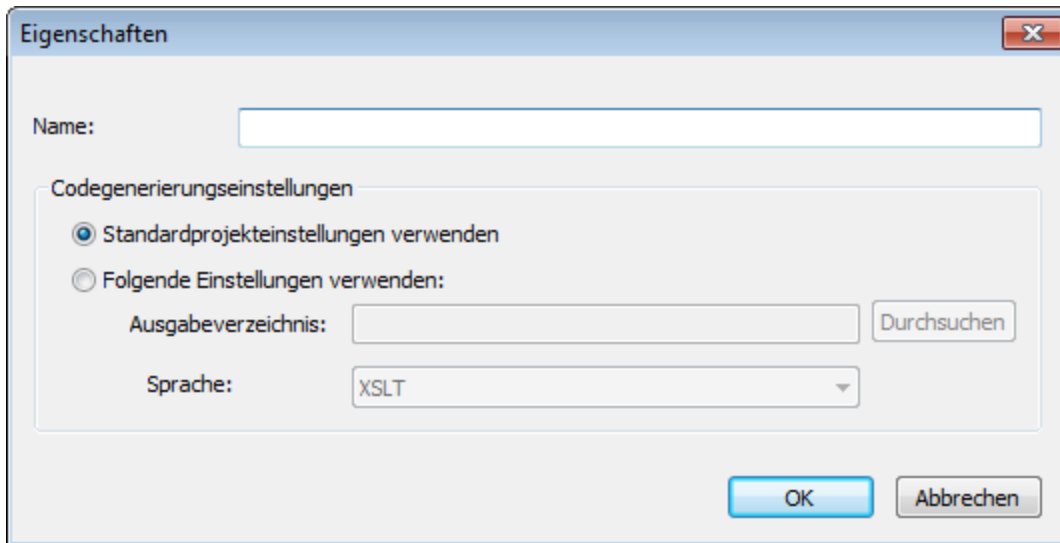 Eigenschaften
Name:
Codegenerierungseinstellungen
Standardprojekteinstellungen verwenden
Folgende Einstellungen verwenden:
Ausgabeverzeichnis: Durchsuchen
Sprache: XSLT
OK Abbrechen